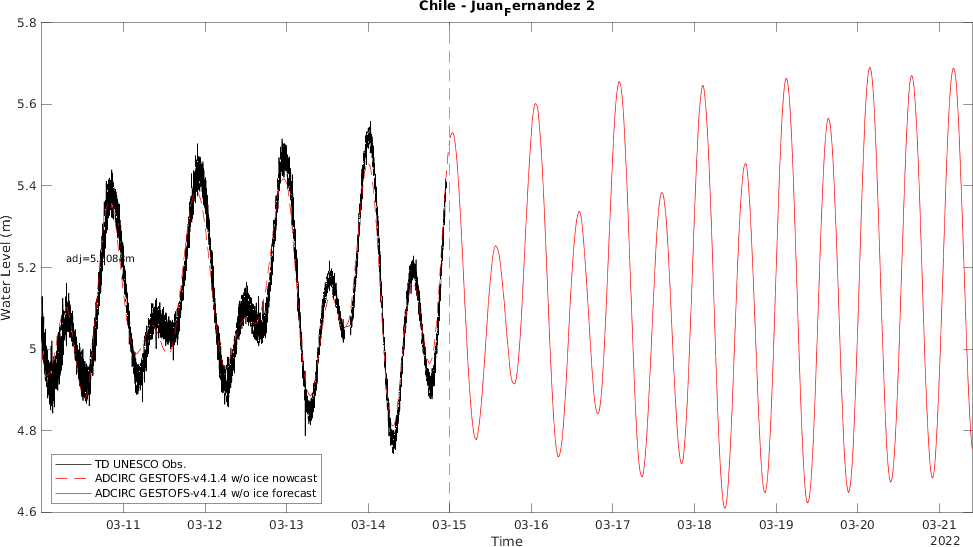 Chile - Juan_Fernandez 2
5.8
5.6
5.4
5.2
5
4.8
4.6
Water Level (m)
TD UNESCO Obs.
ADCIRC GESTOFS-v4.1.4 w/o ice nowcast
ADCIRC GESTOFS-v4.1.4 w/o ice forecast
03-11 03-12 03-13 03-14 03-15 03-16 03-17 03-18 03-19 03-20 03-21
Time
2022